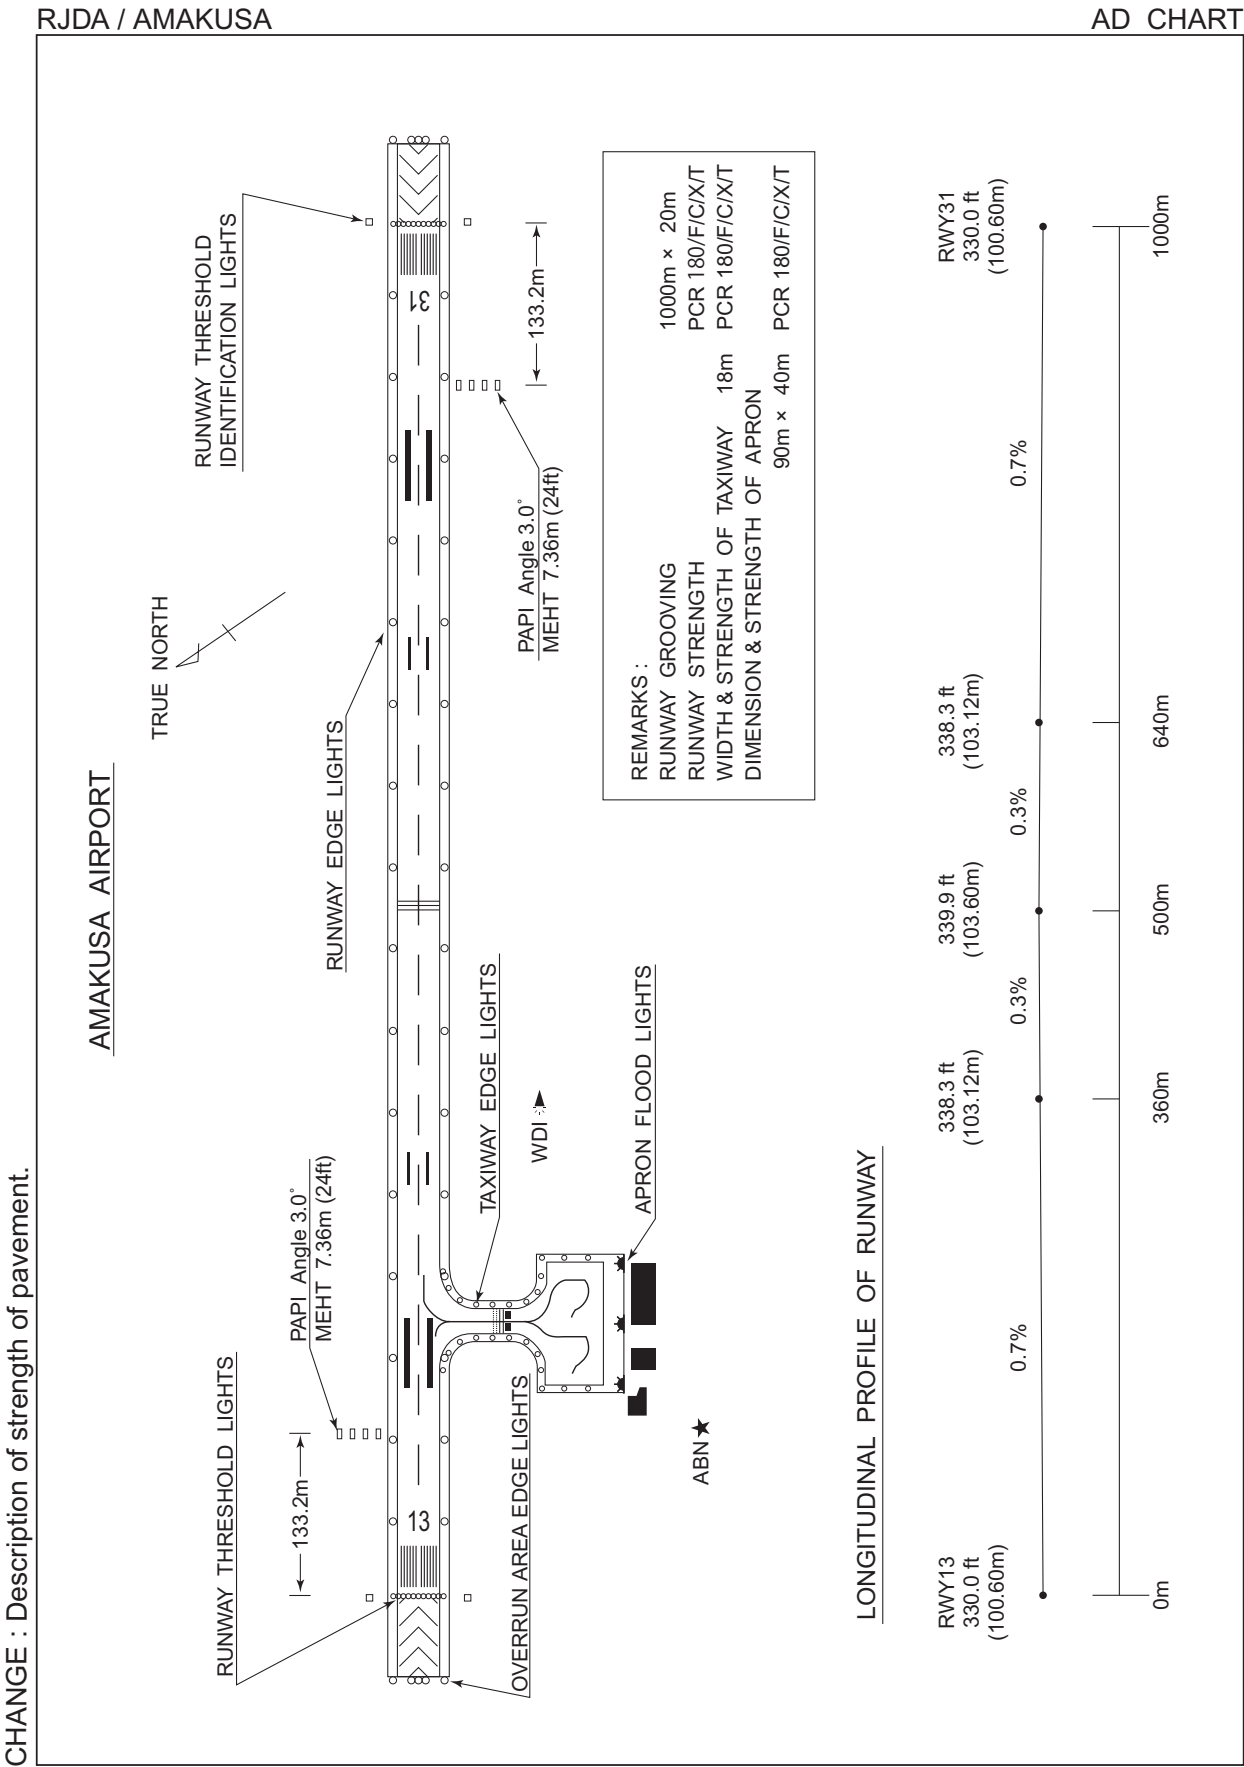 RJDA / AMAKUSA
AD CHART
CHANGE : Description of strength of pavement.
AMAKUSA AIRPORT
TRUE NORTH
RUNWAY THRESHOLD LIGHTS
133.2m
PAPI Angle 3.0°
MEHT 7.36m (24ft)
RUNWAY EDGE LIGHTS
RUNWAY THRESHOLD
IDENTIFICATION LIGHTS
13
31
OVERRUN AREA EDGE LIGHTS
TAXIWAY EDGE LIGHTS
WDI
APRON FLOOD LIGHTS
ABN
PAPI Angle 3.0°
MEHT 7.36m (24ft)
133.2m
REMARKS :
RUNWAY GROOVING 1000m × 20m
RUNWAY STRENGTH PCR 180/F/C/X/T
WIDTH & STRENGTH OF TAXIWAY 18m PCR 180/F/C/X/T
DIMENSION & STRENGTH OF APRON
90m × 40m PCR 180/F/C/X/T
LONGITUDINAL PROFILE OF RUNWAY
RWY13
330.0 ft
(100.60m)
338.3 ft
(103.12m)
339.9 ft
(103.60m)
338.3 ft
(103.12m)
RWY31
330.0 ft
(100.60m)
0.7%
0.3%
0.3%
0.7%
0m
360m
500m
640m
1000m